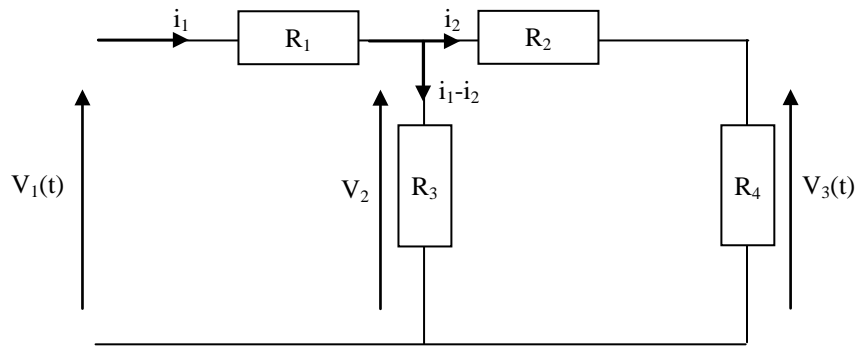 i₁
R₁
i₂
R₂
i₁-i₂
V₁(t)
V₂
R₃
R₄
V₃(t)